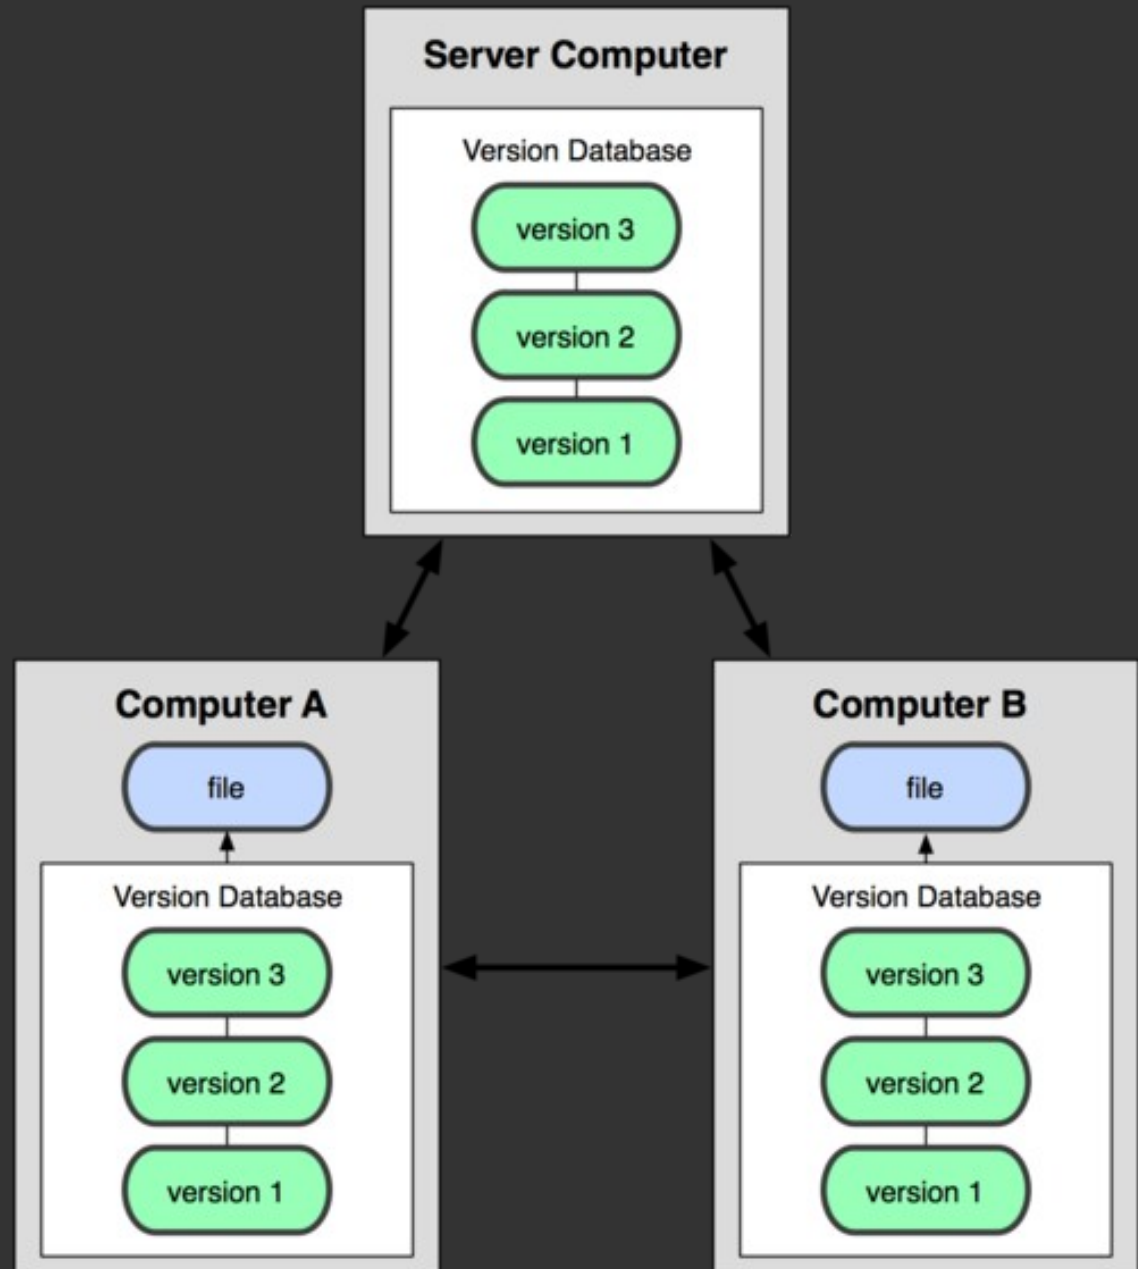 Server Computer
Version Database
version 3
version 2
version 1
Computer A
file
Version Database
version 3
version 2
version 1
Computer B
file
Version Database
version 3
version 2
version 1